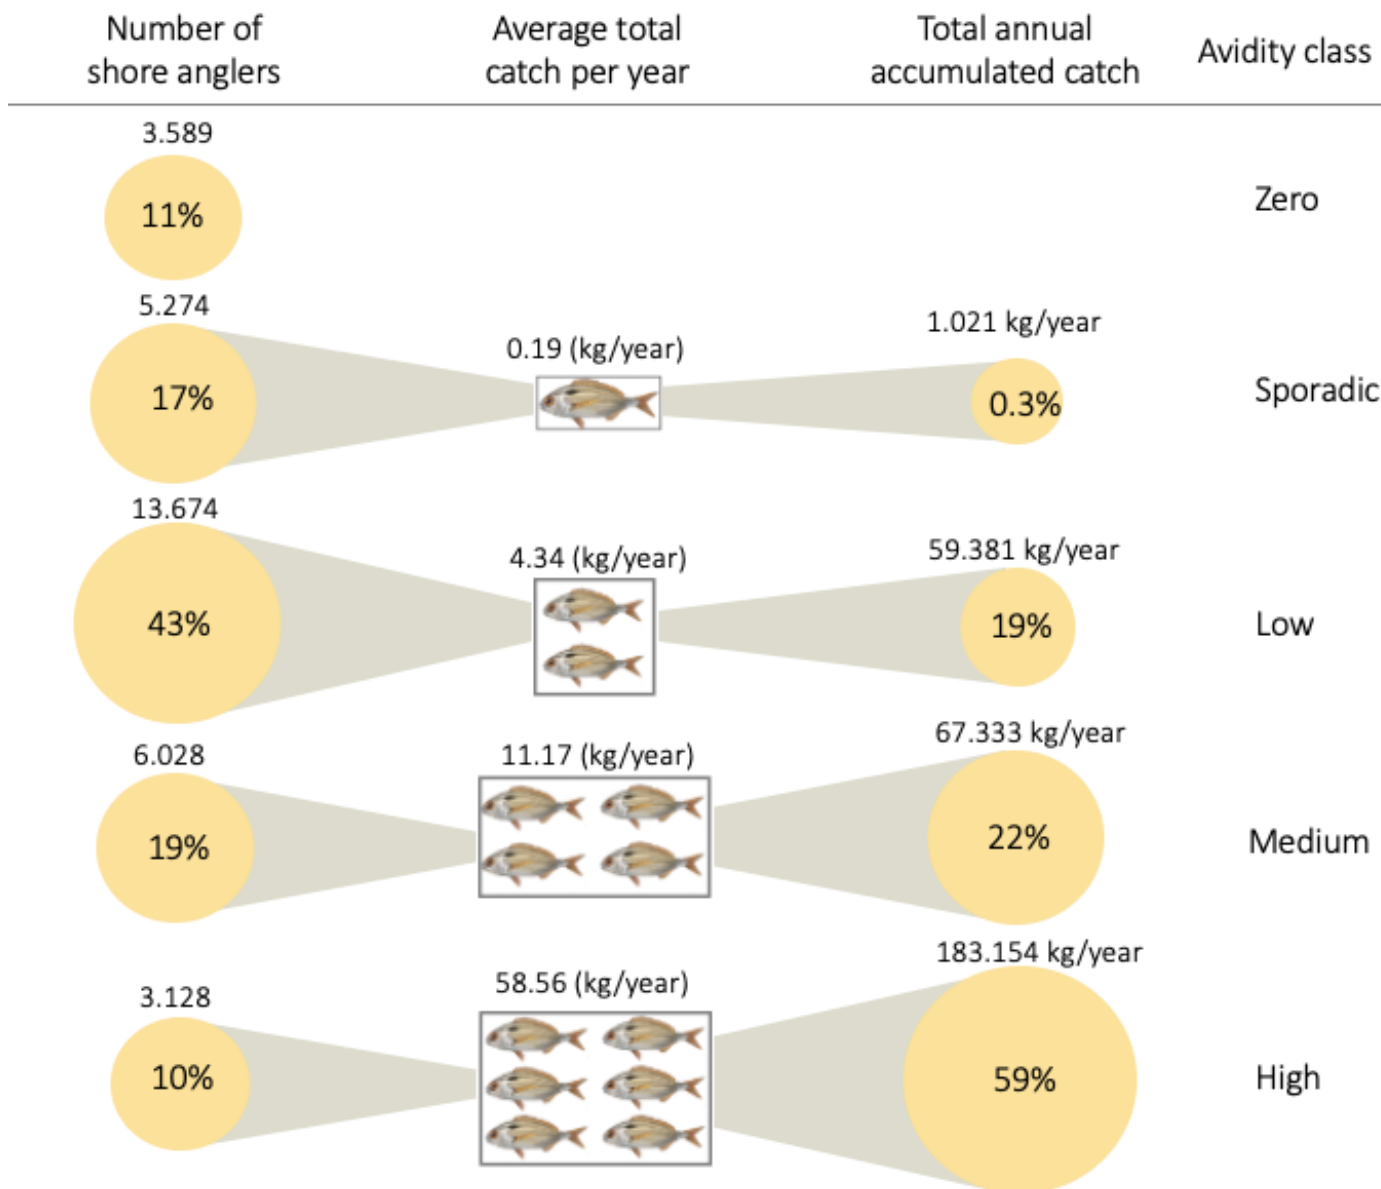 Number of
shore anglers
Average total
catch per year
Total annual
accumulated catch
Avidity class
3.589
11%
Zero
5.274
17%
0.19 (kg/year)
1.021 kg/year
0.3%
Sporadic
13.674
43%
4.34 (kg/year)
59.381 kg/year
19%
Low
6.028
19%
11.17 (kg/year)
67.333 kg/year
22%
Medium
3.128
10%
58.56 (kg/year)
183.154 kg/year
59%
High